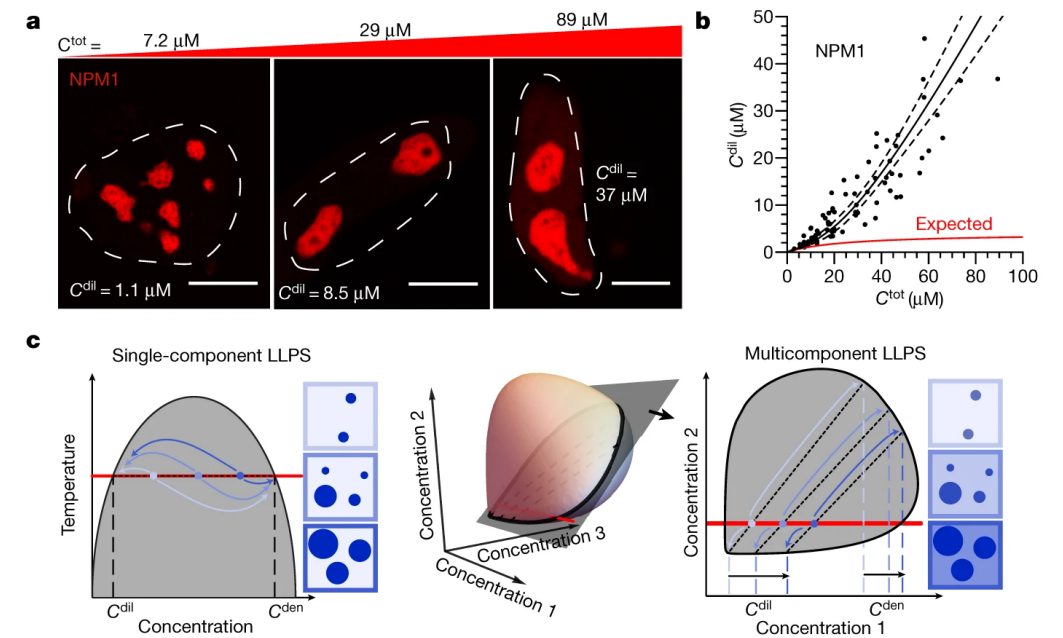 a
C^tot =
7.2 µM
29 µM
89 µM
NPM1
C^dil = 1.1 µM
C^dil = 8.5 µM
C^dil =
37 µM
b
50
40
30
20
10
0
C^dil (µM)
NPM1
Expected
0
20
40
60
80
100
C^tot (µM)
c
Single-component LLPS
Temperature
C^dil
C^den
Concentration
Concentration 2
Concentration 3
Concentration 1
Multicomponent LLPS
Concentration 2
C^dil
C^den
Concentration 1